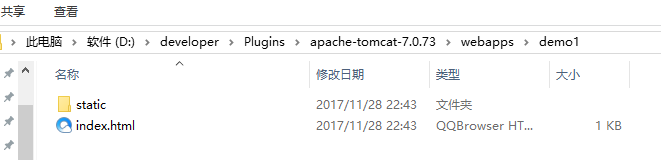 共享 查看
此电脑 软件 (D:) developer Plugins apache-tomcat-7.0.73 webapps demo1
名称 修改日期 类型 大小
static 2017/11/28 22:43 文件夹
index.html 2017/11/28 22:43 QQBrowser HT... 1 KB